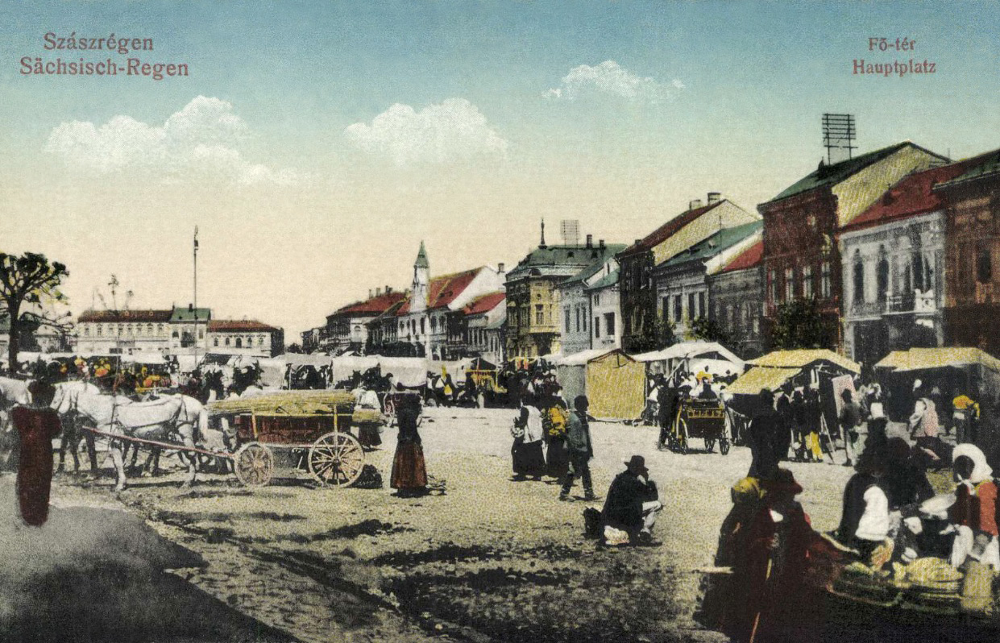 Szászrégen
Sächsisch-Regen
Fő-tér
Hauptplatz